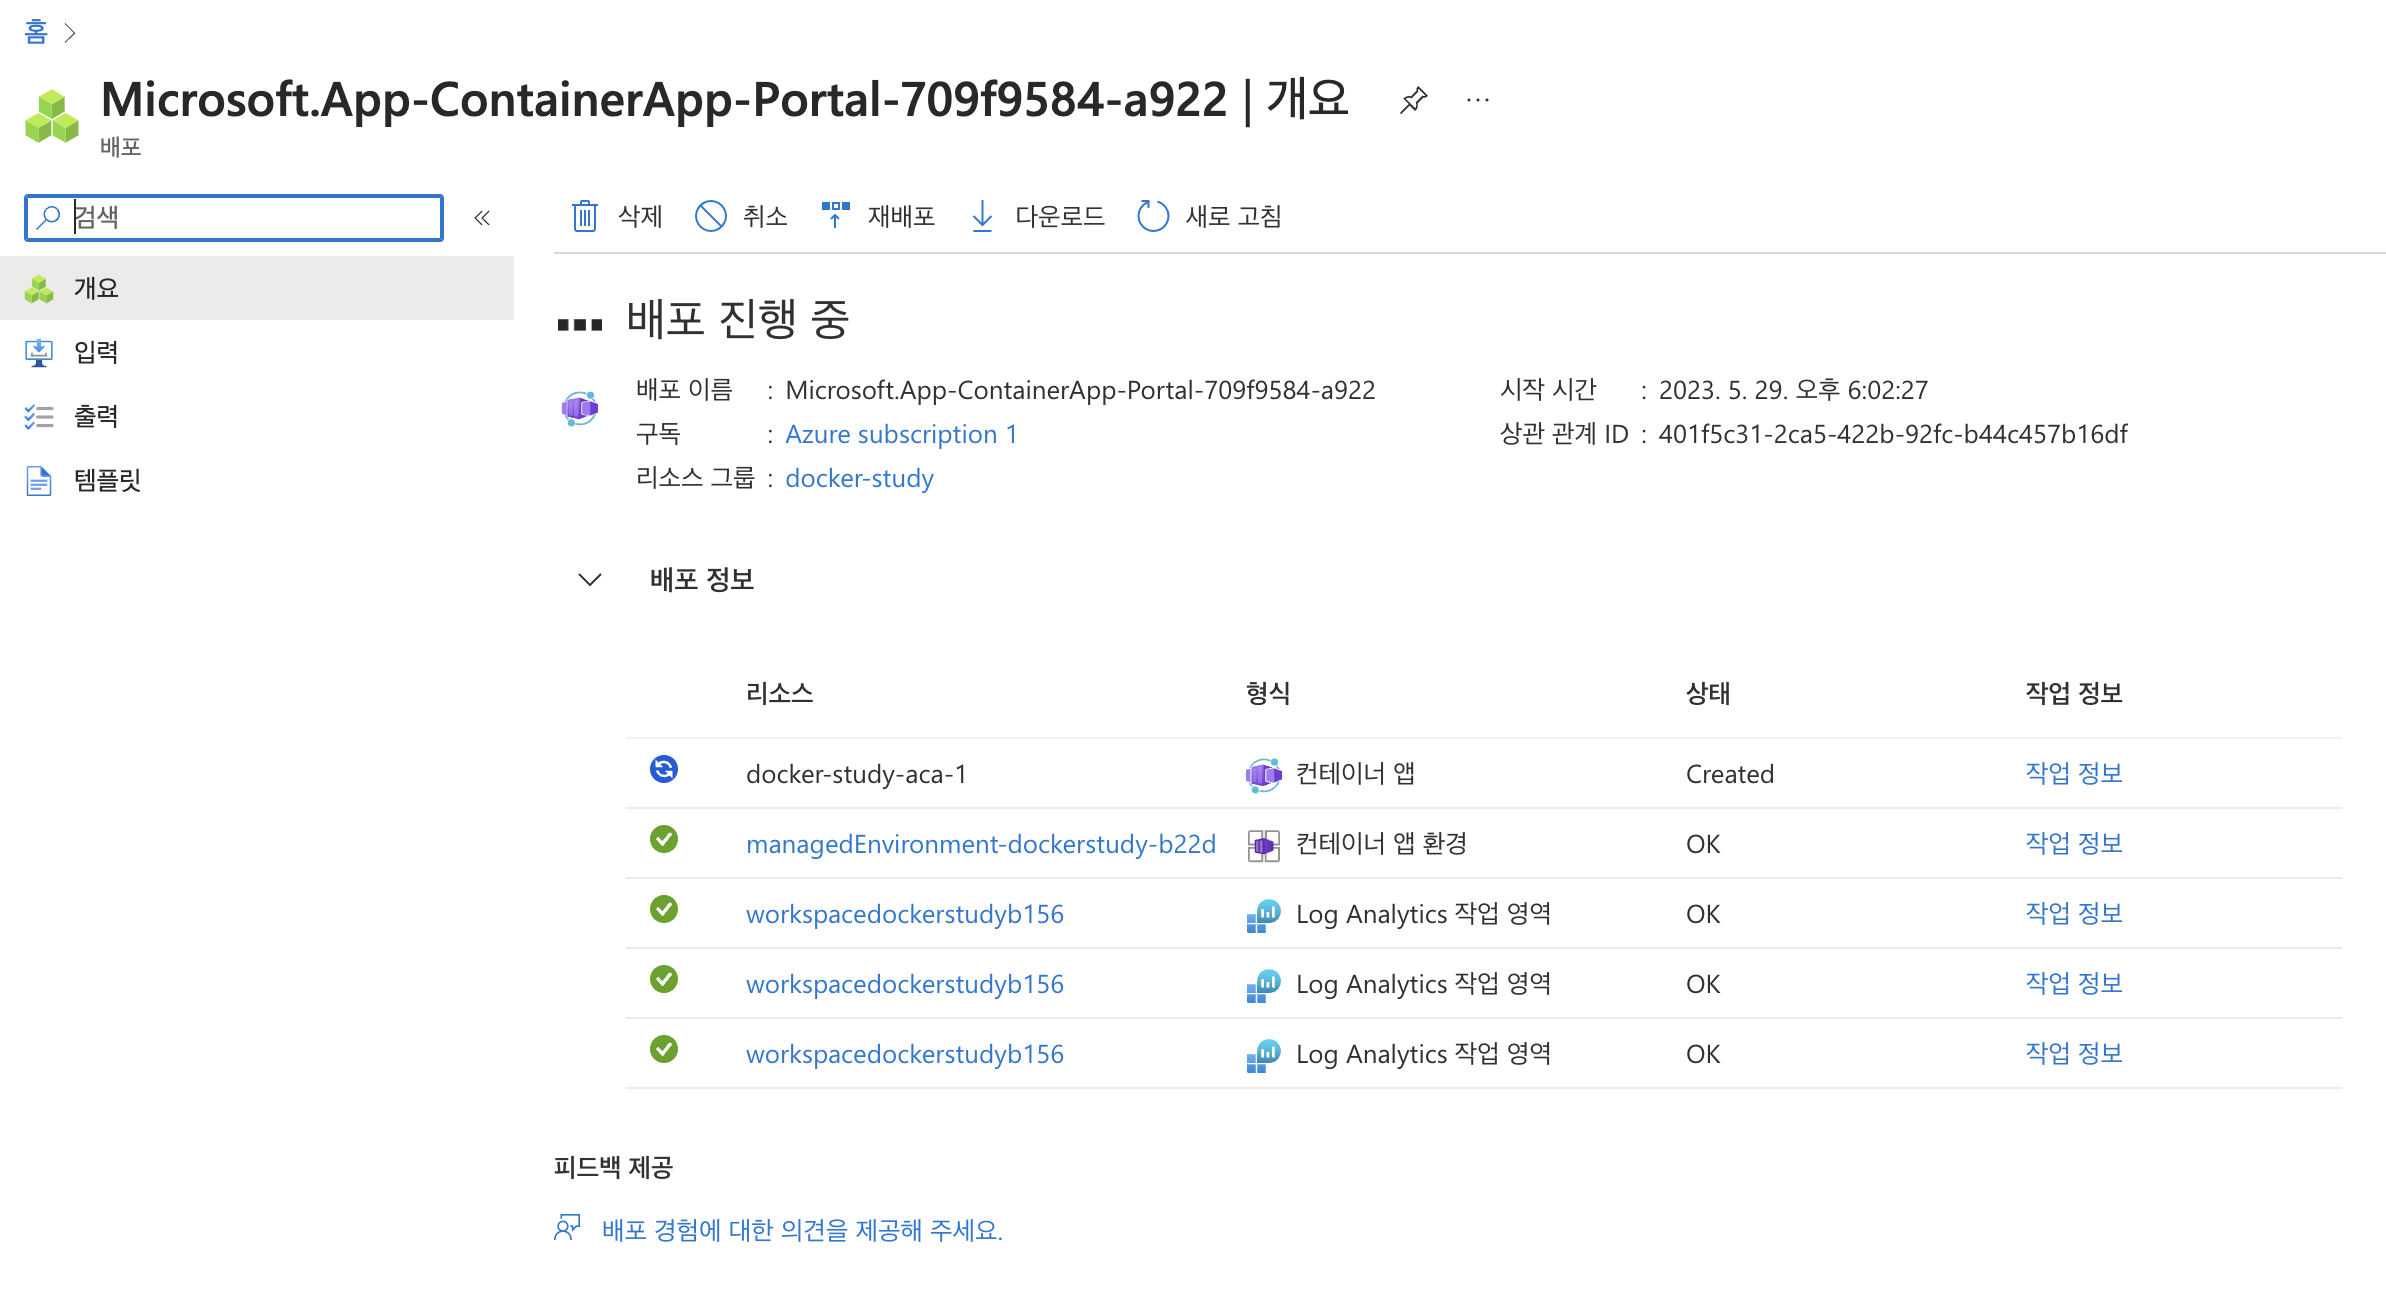 홈
Microsoft.App-ContainerApp-Portal-709f9584-a922 | 개요
배포
검색
삭제 취소 재배포 다운로드 새로 고침
개요
입력
출력
템플릿
배포 진행 중
배포 이름 : Microsoft.App-ContainerApp-Portal-709f9584-a922
구독 : Azure subscription 1
리소스 그룹 : docker-study
시작 시간 : 2023. 5. 29. 오후 6:02:27
상관 관계 ID : 401f5c31-2ca5-422b-92fc-b44c457b16df
배포 정보
리소스 형식 상태 작업 정보
docker-study-aca-1 컨테이너 앱 Created 작업 정보
managedEnvironment-dockerstudy-b22d 컨테이너 앱 환경 OK 작업 정보
workspacedockerstudyb156 Log Analytics 작업 영역 OK 작업 정보
workspacedockerstudyb156 Log Analytics 작업 영역 OK 작업 정보
workspacedockerstudyb156 Log Analytics 작업 영역 OK 작업 정보
피드백 제공
배포 경험에 대한 의견을 제공해 주세요.